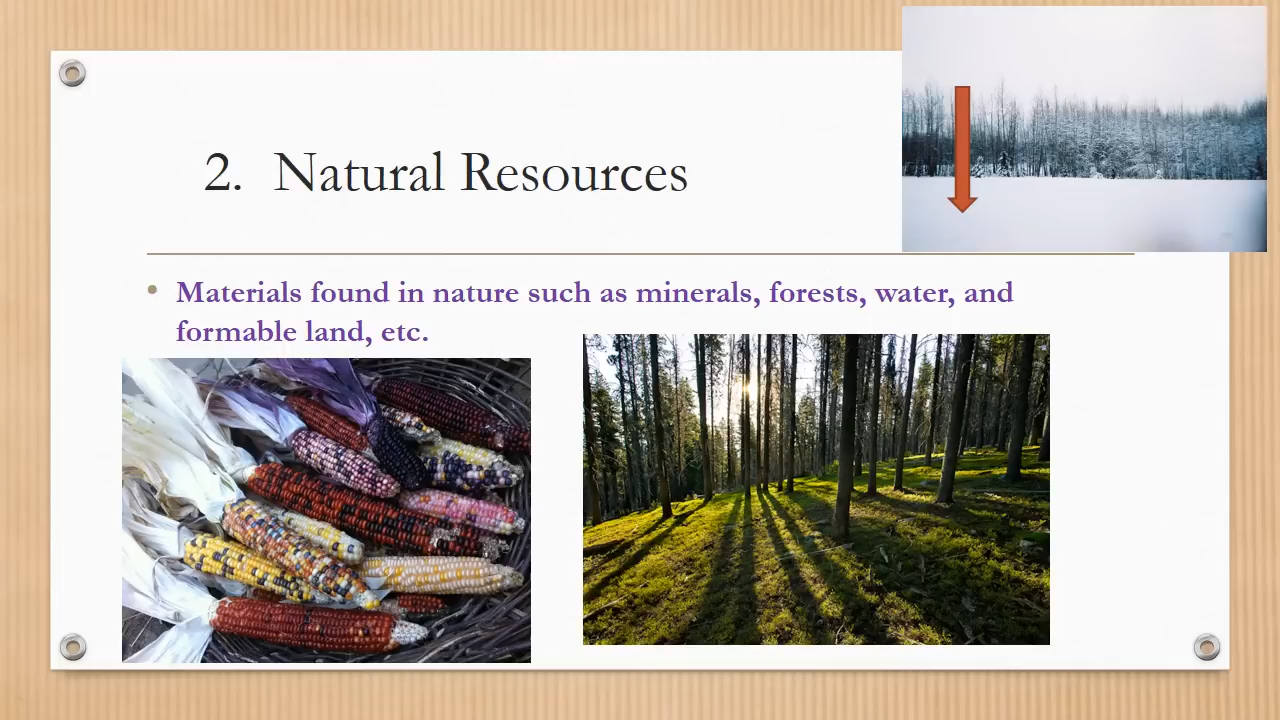 2. Natural Resources
• Materials found in nature such as minerals, forests, water, and
formable land, etc.